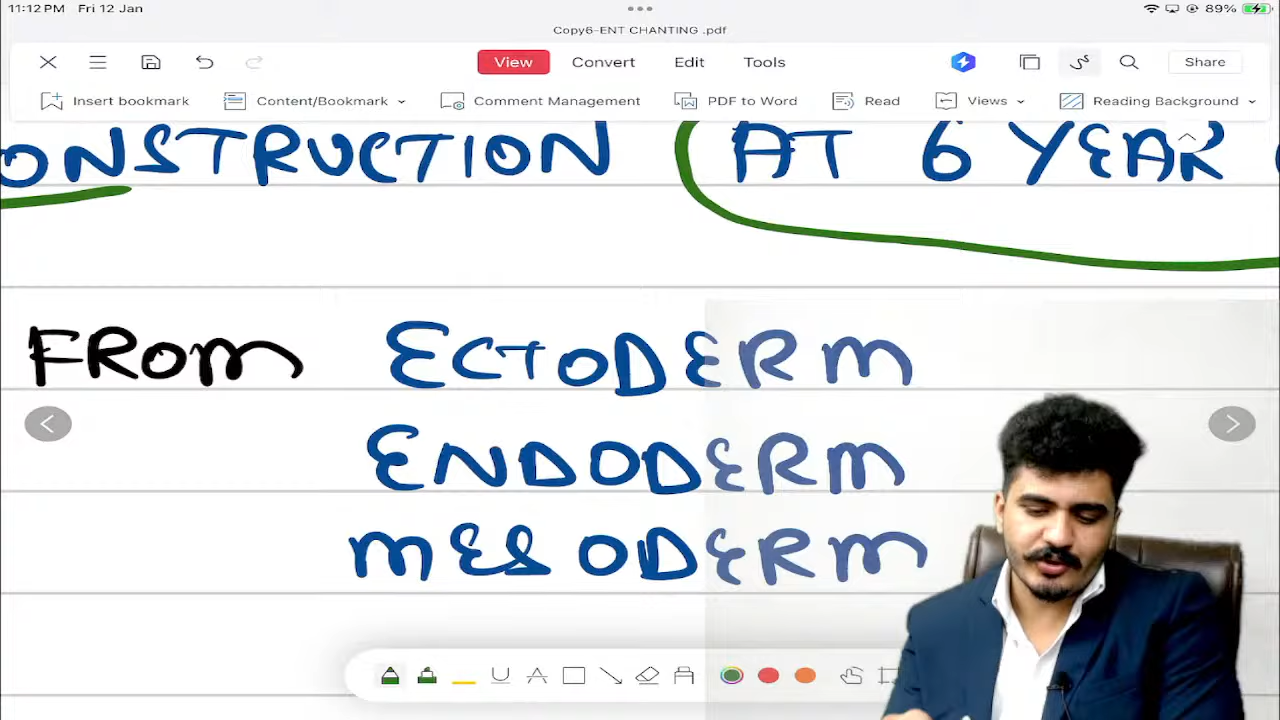 11:12 PM Fri 12 Jan 89%
Copy6-ENT CHANTING .pdf
View Convert Edit Tools Share
Insert bookmark Content/Bookmark Comment Management PDF to Word Read Views Reading Background
ONSTRUCTION AT 6 YEAR
FROM ECTODERM
ENDODERM
MESODERM